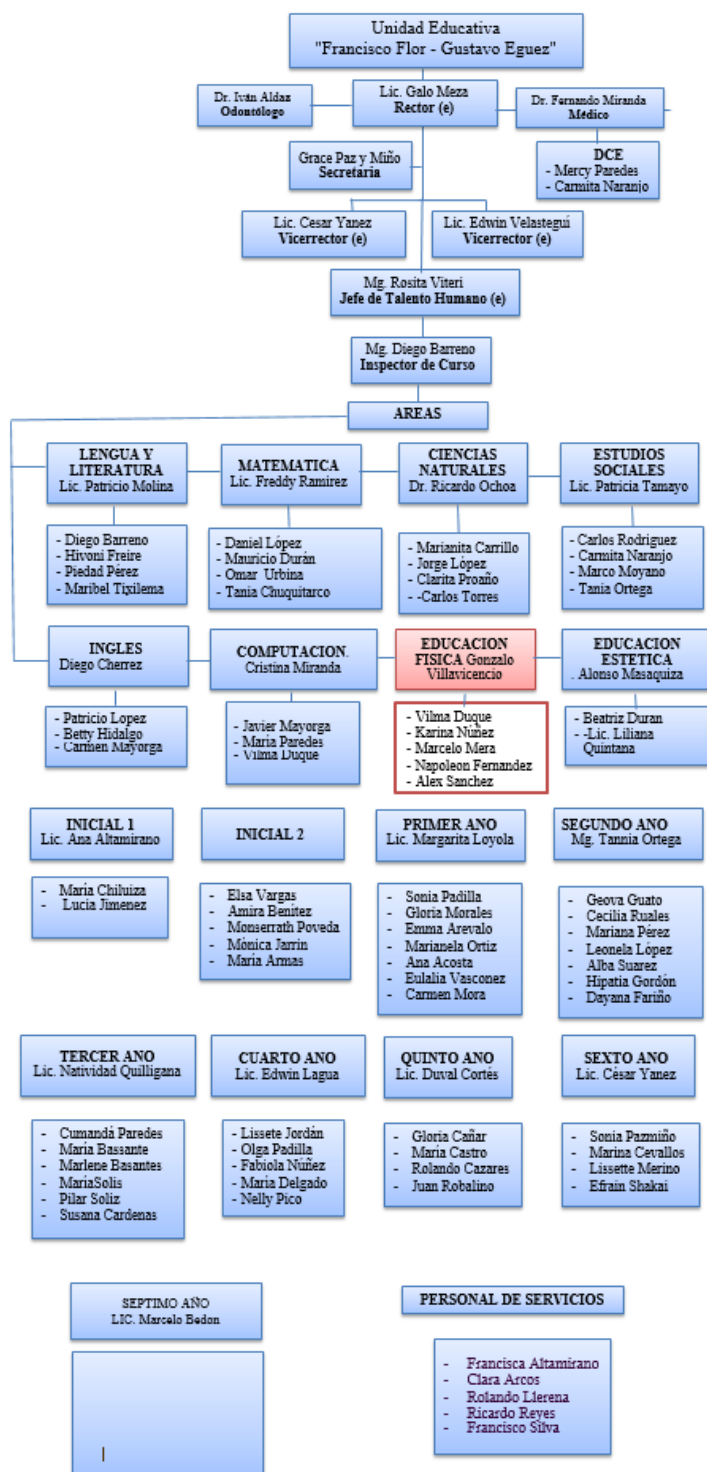 Unidad Educativa
"Francisco Flor - Gustavo Eguez"
Dr. Iván Aldaz
Odontólogo
Lic. Galo Meza
Rector (e)
Dr. Fernando Miranda
Médico
Grace Paz y Miño
Secretaria
DCE
- Mercy Paredes
- Carmita Naranjo
Lic. Cesar Yanez
Vicerrector (e)
Lic. Edwin Velasteguí
Vicerrector (e)
Mg. Rosita Viteri
Jefe de Talento Humano (e)
Mg. Diego Barreno
Inspector de Curso
AREAS
LENGUA Y
LITERATURA
Lic. Patricio Molina
MATEMATICA
Lic. Freddy Ramirez
CIENCIAS
NATURALES
Dr. Ricardo Ochoa
ESTUDIOS
SOCIALES
Lic. Patricia Tamayo
- Diego Barreno
- Hivoni Freire
- Piedad Pérez
- Maribel Tixilema
- Daniel López
- Mauricio Durán
- Omar Urbina
- Tania Chuquitarco
- Marianita Carrillo
- Jorge López
- Clarita Proaño
- -Carlos Torres
- Carlos Rodriguez
- Carmita Naranjo
- Marco Moyano
- Tania Ortega
INGLES
Diego Cherrez
COMPUTACION.
Cristina Miranda
EDUCACION
FISICA Gonzalo
Villavicencio
EDUCACION
ESTETICA
. Alonso Masaquiza
- Patricio Lopez
- Betty Hidalgo
- Carmen Mayorga
- Javier Mayorga
- Maria Paredes
- Vilma Duque
- Vilma Duque
- Karina Núñez
- Marcelo Mera
- Napoleon Fernandez
- Alex Sanchez
- Beatriz Duran
- -Lic. Liliana
Quintana
INICIAL 1
Lic. Ana Altamirano
INICIAL 2
PRIMER ANO
Lic. Margarita Loyola
SEGUNDO ANO
Mg. Tannia Ortega
- María Chiluiza
- Lucia Jimenez
- Elsa Vargas
- Amira Benítez
- Monserrath Poveda
- Mónica Jarrin
- María Armas
- Sonia Padilla
- Gloria Morales
- Emma Arevalo
- Marianela Ortiz
- Ana Acosta
- Eulalia Vasconez
- Carmen Mora
- Geova Guato
- Cecilia Ruales
- Mariana Pérez
- Leonela López
- Alba Suarez
- Hipatia Gordón
- Dayana Fariño
TERCER ANO
Lic. Natividad Quilligana
CUARTO ANO
Lic. Edwin Lagua
QUINTO ANO
Lic. Duval Cortés
SEXTO ANO
Lic. César Yanez
- Cumandá Paredes
- María Bassante
- Marlene Basantes
- MariaSolis
- Pilar Soliz
- Susana Cardenas
- Lissete Jordán
- Olga Padilla
- Fabiola Núñez
- Maria Delgado
- Nelly Pico
- Gloria Cañar
- Maria Castro
- Rolando Cazares
- Juan Robalino
- Sonia Pazmiño
- Marina Cevallos
- Lissette Merino
- Efrain Shakai
SEPTIMO AÑO
LIC. Marcelo Bedon
PERSONAL DE SERVICIOS
- Francisca Altamirano
- Clara Arcos
- Rolando Llerena
- Ricardo Reyes
- Francisco Silva